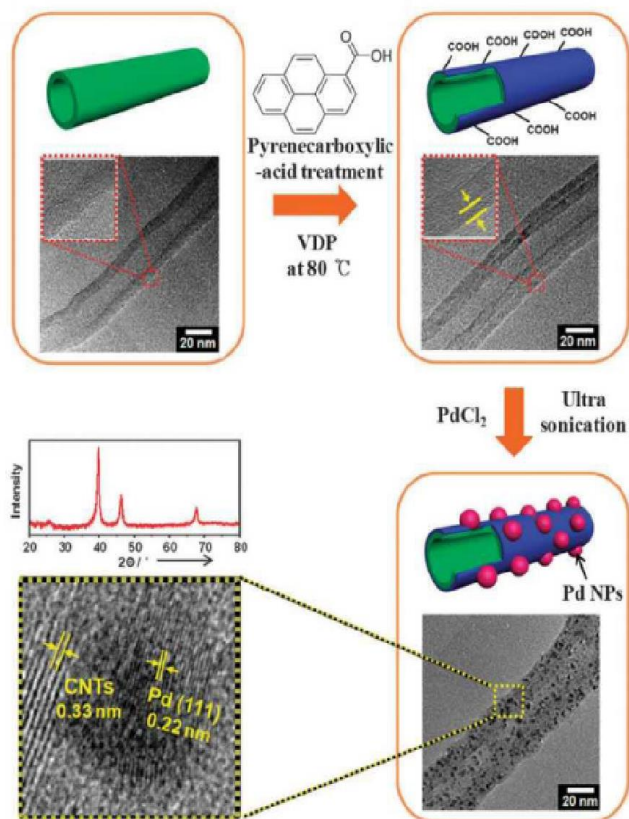 O
OH
COOH
COOH
COOH
COOH
COOH
COOH
COOH
Pyrenecarboxylic
-acid treatment
VDP
at 80 ℃
20 nm
20 nm
PdCl2
Ultra
sonication
Intensity
20 30 40 50 60 70 80
2Θ/ °
Pd NPs
CNTs
0.33 nm
Pd (111)
0.22 nm
20 nm